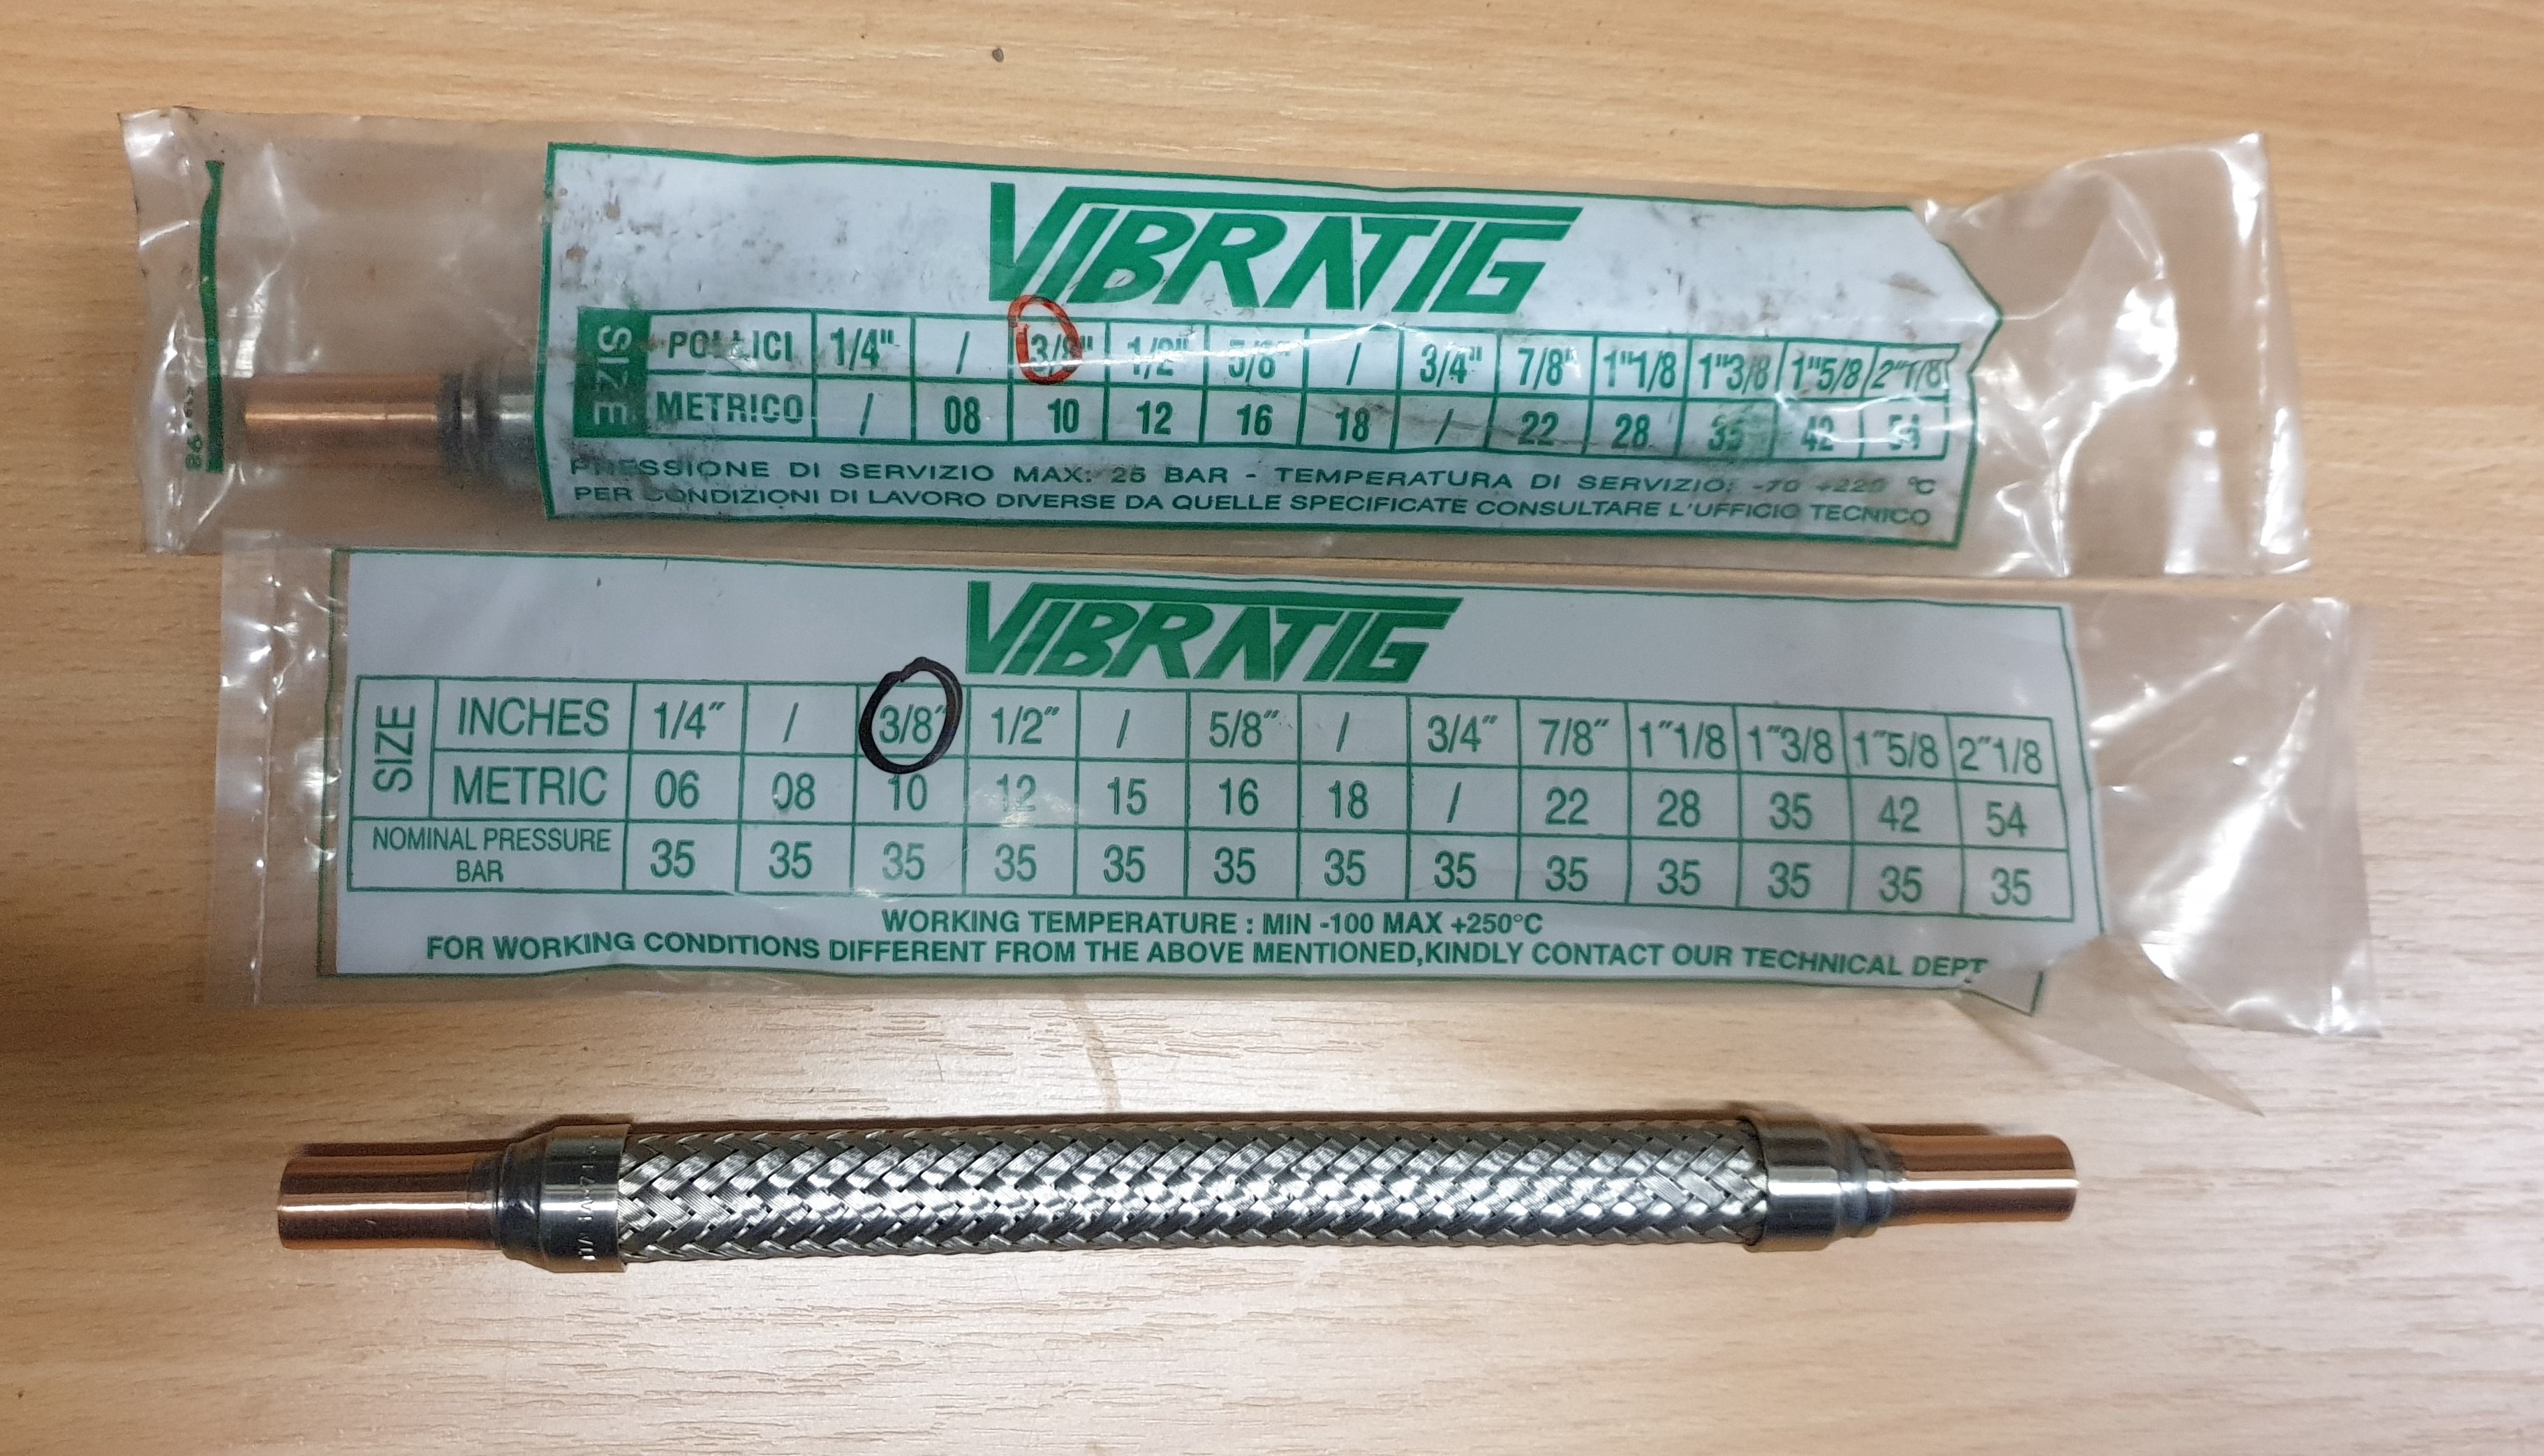 VIBRATIG
SIZE
POLLICI 1/4" / 3/8" 1/2" 5/8" / 3/4" 7/8" 1"1/8 1"3/8 1"5/8 2"1/8
METRICO / 08 10 12 16 18 / 22 28 35 42 54
PRESSIONE DI SERVIZIO MAX: 25 BAR - TEMPERATURA DI SERVIZIO: -70 +220 °C
PER CONDIZIONI DI LAVORO DIVERSE DA QUELLE SPECIFICATE CONSULTARE L'UFFICIO TECNICO
VIBRATIG
SIZE
INCHES 1/4" / 3/8" 1/2" / 5/8" / 3/4" 7/8" 1"1/8 1"3/8 1"5/8 2"1/8
METRIC 06 08 10 12 15 16 18 / 22 28 35 42 54
NOMINAL PRESSURE
BAR 35 35 35 35 35 35 35 35 35 35 35 35 35
WORKING TEMPERATURE : MIN -100 MAX +250°C
FOR WORKING CONDITIONS DIFFERENT FROM THE ABOVE MENTIONED,KINDLY CONTACT OUR TECHNICAL DEPT.